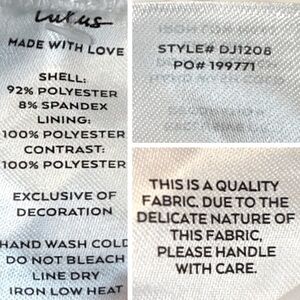 Lulus
MADE WITH LOVE
SHELL:
92% POLYESTER
8% SPANDEX
LINING:
100% POLYESTER
CONTRAST:
100% POLYESTER
EXCLUSIVE OF
DECORATION
HAND WASH COLD
DO NOT BLEACH
LINE DRY
IRON LOW HEAT
STYLE# DJ1208
PO# 199771
THIS IS A QUALITY
FABRIC. DUE TO THE
DELICATE NATURE OF
THIS FABRIC,
PLEASE HANDLE
WITH CARE.